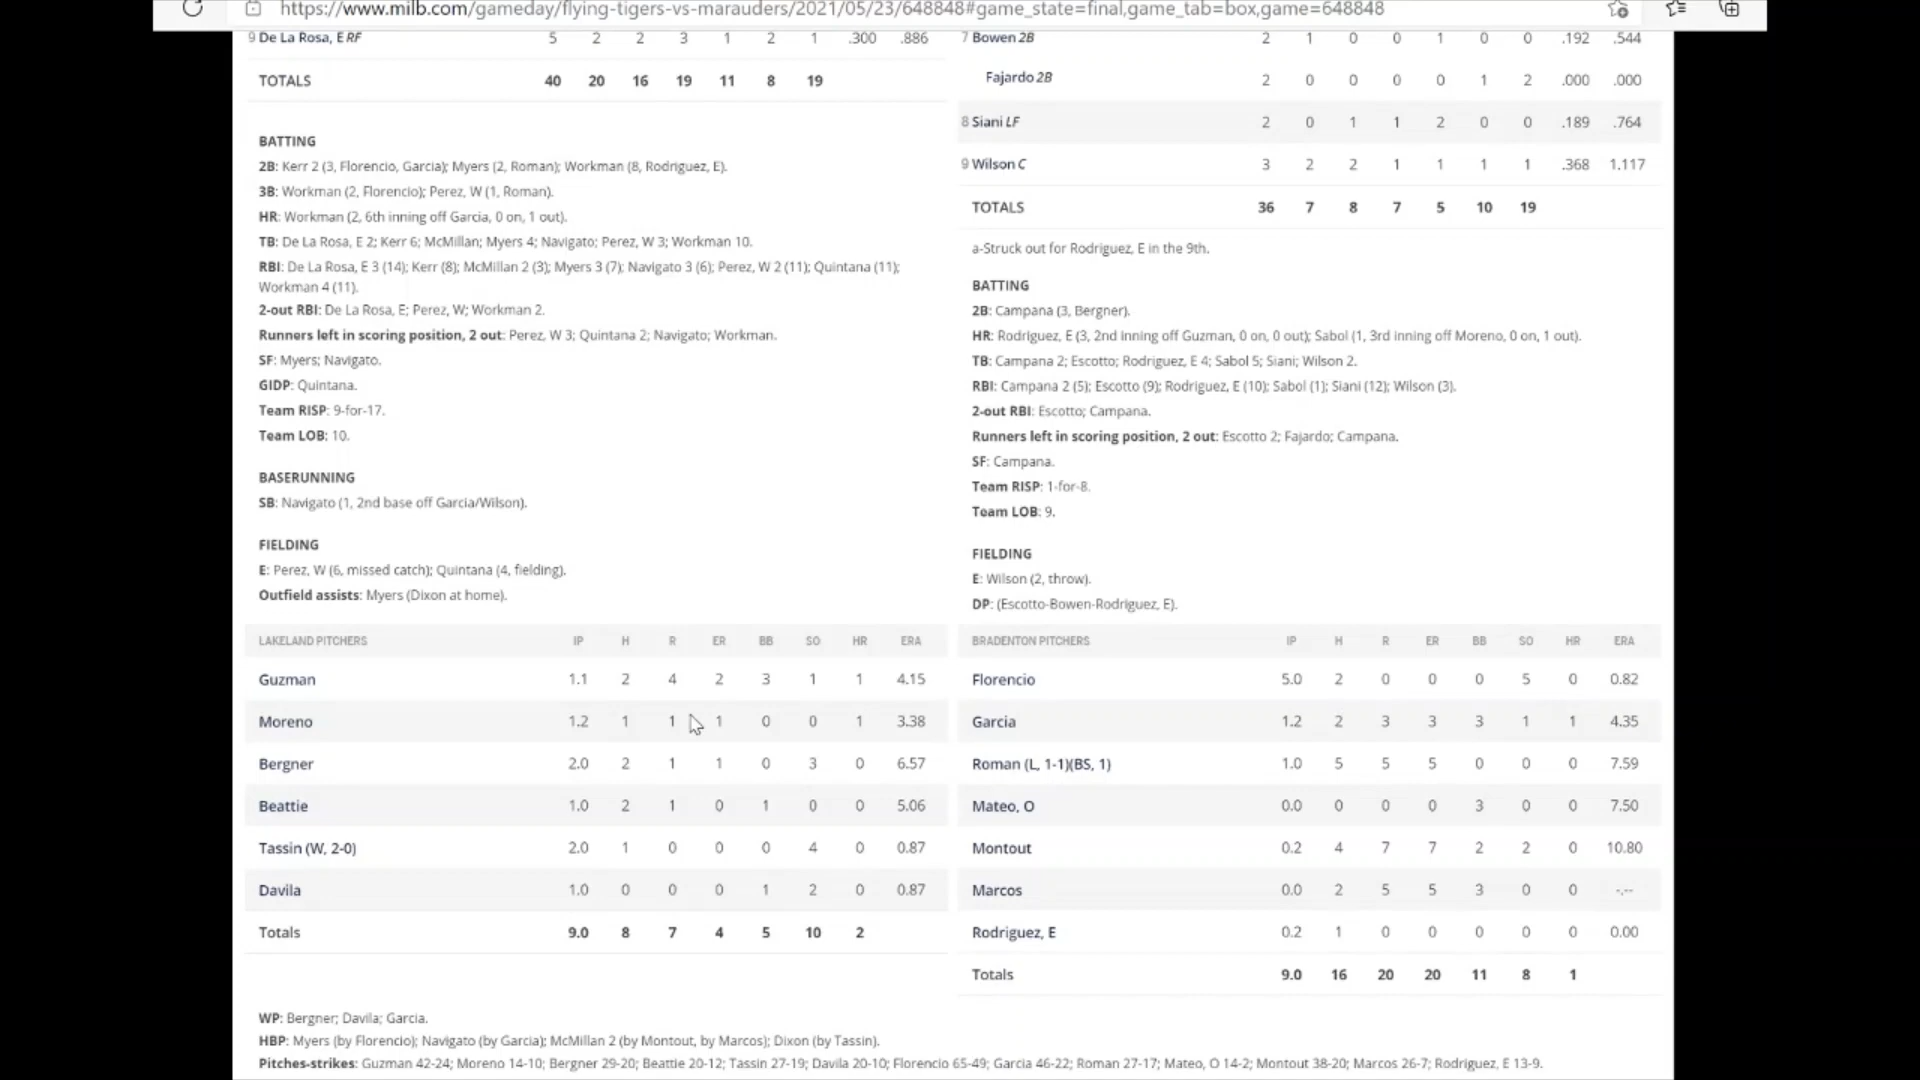 https://www.milb.com/gameday/flying-tigers-vs-marauders/2021/05/23/648848#game_state=final,game_tab=box,game=648848
9 De La Rosa, E RF 5 2 2 3 1 2 1 .300 .886
TOTALS 40 20 16 19 11 8 19
BATTING
2B: Kerr 2 (3, Florencio, Garcia); Myers (2, Roman); Workman (8, Rodriguez, E).
3B: Workman (2, Florencio); Perez, W (1, Roman).
HR: Workman (2, 6th inning off Garcia, 0 on, 1 out).
TB: De La Rosa, E 2; Kerr 6; McMillan; Myers 4; Navigato; Perez, W 3; Workman 10.
RBI: De La Rosa, E 3 (14); Kerr (8); McMillan 2 (3); Myers 3 (7); Navigato 3 (6); Perez, W 2 (11); Quintana (11);
Workman 4 (11).
2-out RBI: De La Rosa, E; Perez, W; Workman 2.
Runners left in scoring position, 2 out: Perez, W 3; Quintana 2; Navigato; Workman.
SF: Myers; Navigato.
GIDP: Quintana.
Team RISP: 9-for-17.
Team LOB: 10.
BASERUNNING
SB: Navigato (1, 2nd base off Garcia/Wilson).
FIELDING
E: Perez, W (6, missed catch); Quintana (4, fielding).
Outfield assists: Myers (Dixon at home).
LAKELAND PITCHERS IP H R ER BB SO HR ERA
Guzman 1.1 2 4 2 3 1 1 4.15
Moreno 1.2 1 1 1 0 0 1 3.38
Bergner 2.0 2 1 1 0 3 0 6.57
Beattie 1.0 2 1 0 1 0 0 5.06
Tassin (W, 2-0) 2.0 1 0 0 0 4 0 0.87
Davila 1.0 0 0 0 1 2 0 0.87
Totals 9.0 8 7 4 5 10 2
7 Bowen 2B 2 1 0 0 1 0 0 .192 .544
Fajardo 2B 2 0 0 0 0 1 2 .000 .000
8 Siani LF 2 0 1 1 2 0 0 .189 .764
9 Wilson C 3 2 2 1 1 1 1 .368 1.117
TOTALS 36 7 8 7 5 10 19
a-Struck out for Rodriguez, E in the 9th.
BATTING
2B: Campana (3, Bergner).
HR: Rodriguez, E (3, 2nd inning off Guzman, 0 on, 0 out); Sabol (1, 3rd inning off Moreno, 0 on, 1 out).
TB: Campana 2; Escotto; Rodriguez, E 4; Sabol 5; Siani; Wilson 2.
RBI: Campana 2 (5); Escotto (9); Rodriguez, E (10); Sabol (1); Siani (12); Wilson (3).
2-out RBI: Escotto; Campana.
Runners left in scoring position, 2 out: Escotto 2; Fajardo; Campana.
SF: Campana.
Team RISP: 1-for-8.
Team LOB: 9.
FIELDING
E: Wilson (2, throw).
DP: (Escotto-Bowen-Rodriguez, E).
BRADENTON PITCHERS IP H R ER BB SO HR ERA
Florencio 5.0 2 0 0 0 5 0 0.82
Garcia 1.2 2 3 3 3 1 1 4.35
Roman (L, 1-1)(BS, 1) 1.0 5 5 5 0 0 0 7.59
Mateo, O 0.0 0 0 0 3 0 0 7.50
Montout 0.2 4 7 7 2 2 0 10.80
Marcos 0.0 2 5 5 3 0 0 -.--
Rodriguez, E 0.2 1 0 0 0 0 0 0.00
Totals 9.0 16 20 20 11 8 1
WP: Bergner; Davila; Garcia.
HBP: Myers (by Florencio); Navigato (by Garcia); McMillan 2 (by Montout, by Marcos); Dixon (by Tassin).
Pitches-strikes: Guzman 42-24; Moreno 14-10; Bergner 29-20; Beattie 20-12; Tassin 27-19; Davila 20-10; Florencio 65-49; Garcia 46-22; Roman 27-17; Mateo, O 14-2; Montout 38-20; Marcos 26-7; Rodriguez, E 13-9.